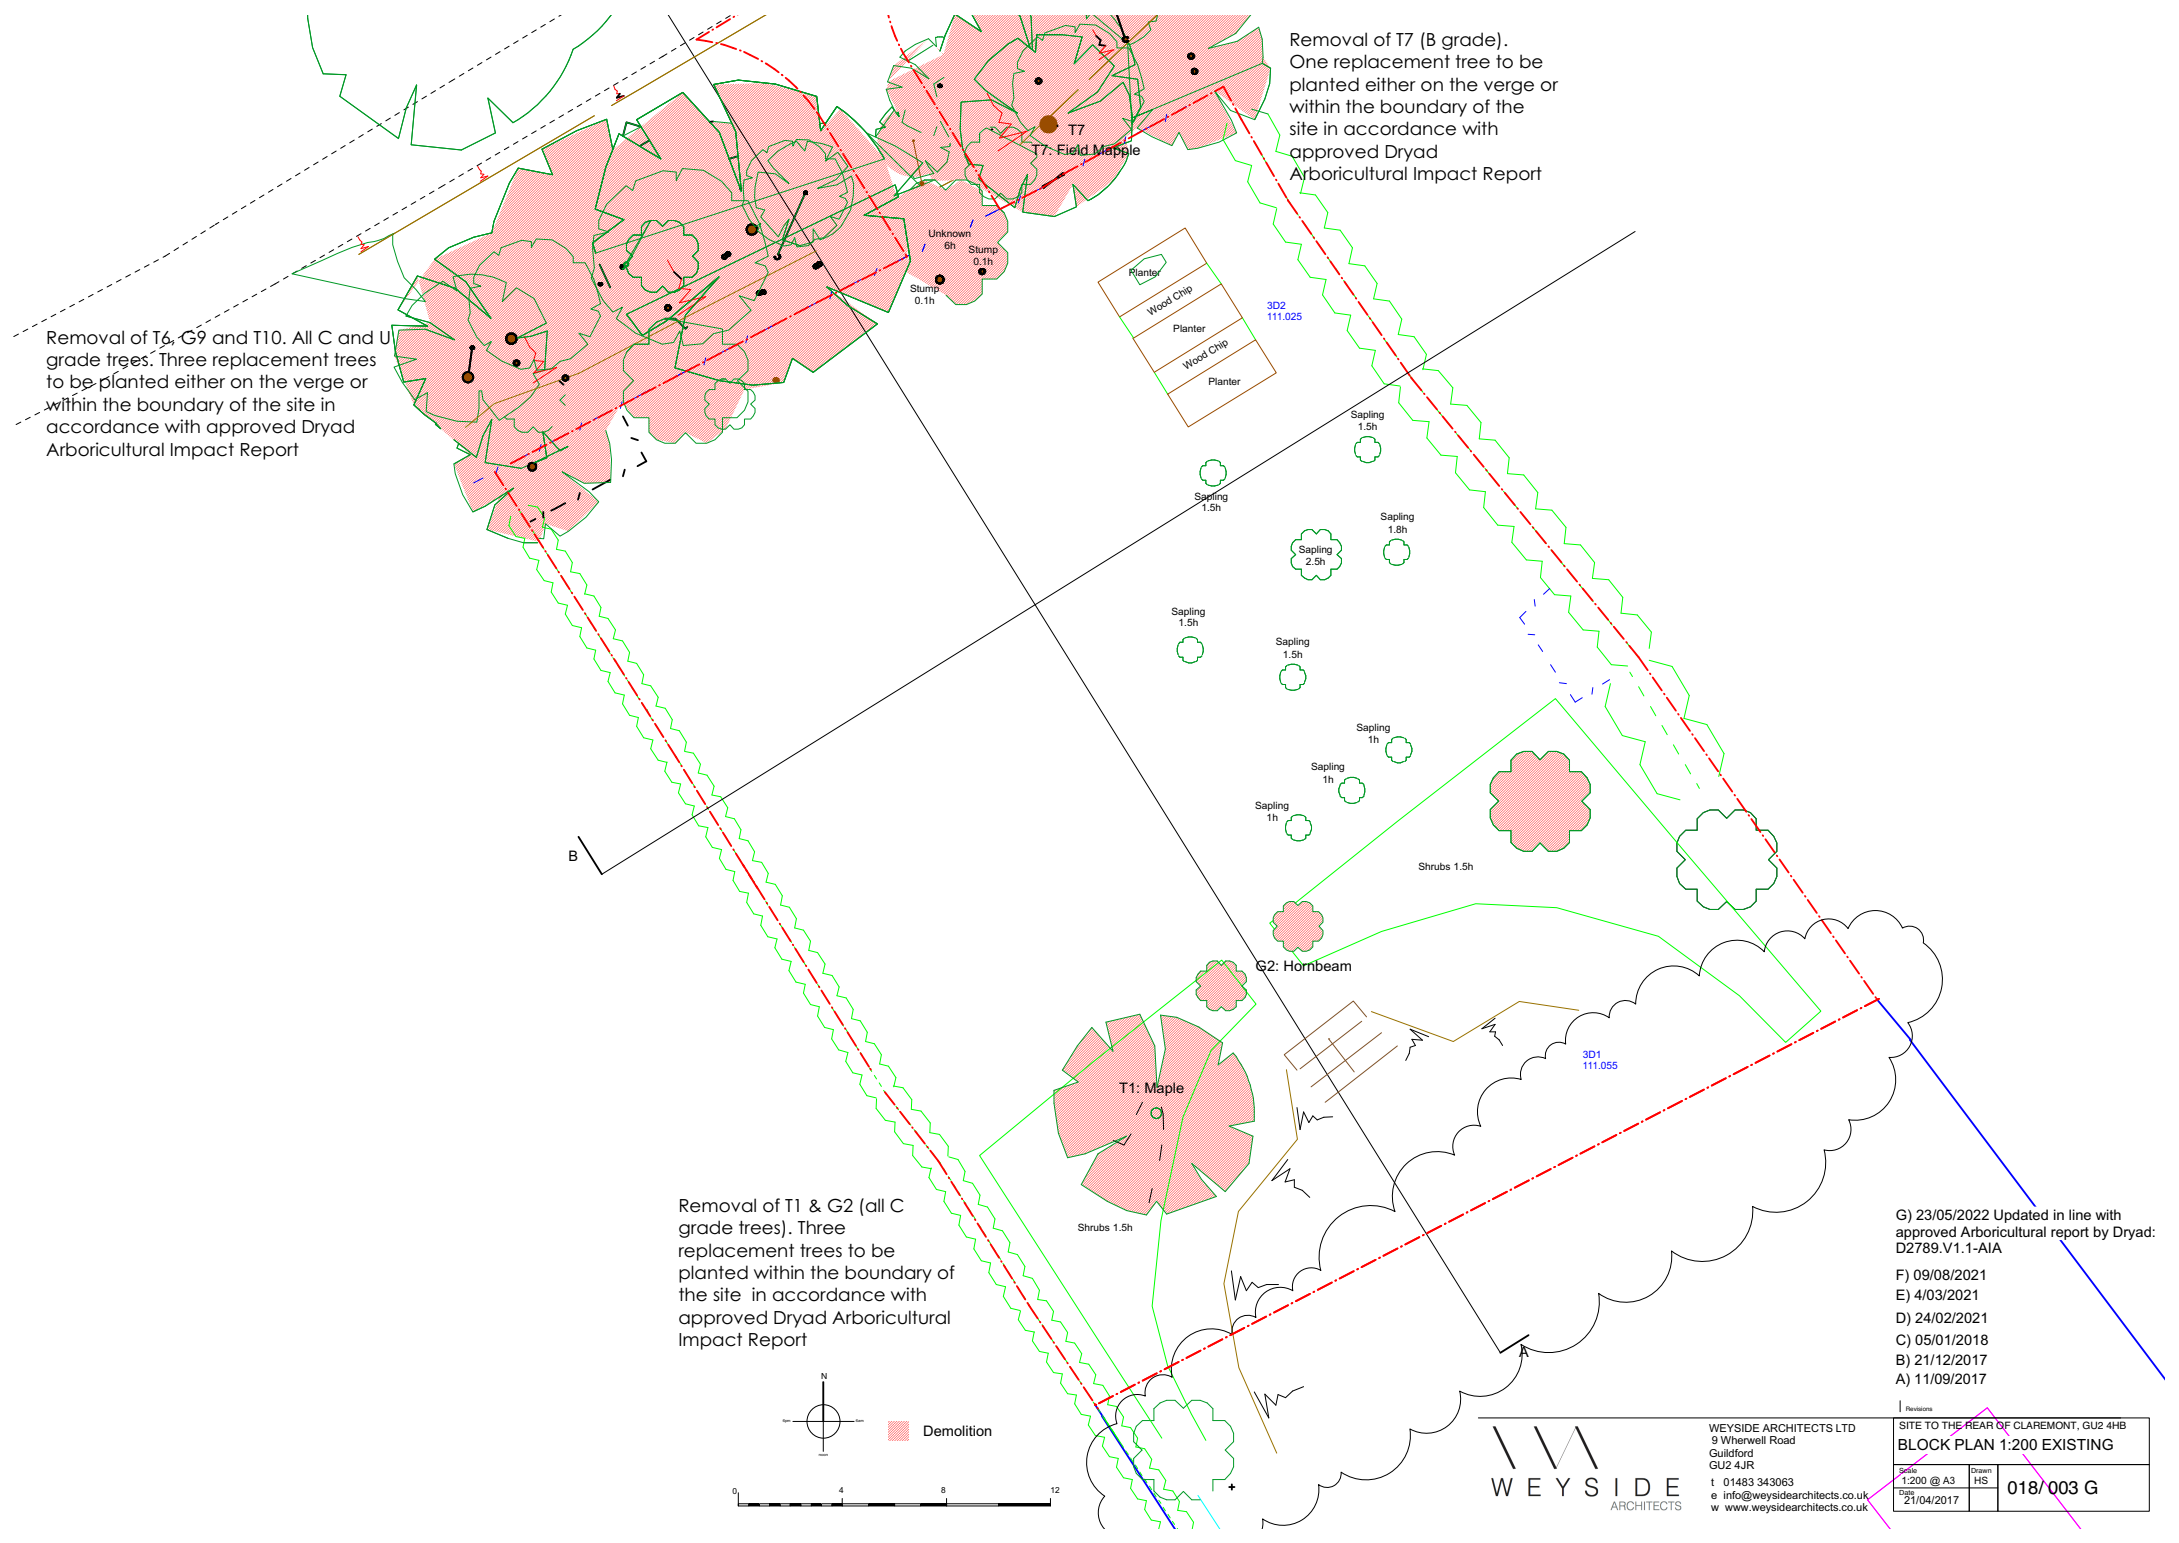 Removal of T7 (B grade).
One replacement tree to be
planted either on the verge or
within the boundary of the
site in accordance with
approved Dryad
Arboricultural Impact Report
T7
T7: Field Mapple
Unknown
6h
Stump
0.1h
Stump
0.1h
Planter
Wood Chip
Planter
Wood Chip
Planter
3D2
111.025
Removal of T6, G9 and T10. All C and U
grade trees. Three replacement trees
to be planted either on the verge or
within the boundary of the site in
accordance with approved Dryad
Arboricultural Impact Report
Sapling
1.5h
Sapling
1.5h
Sapling
1.8h
Sapling
2.5h
Sapling
1.5h
Sapling
1.5h
Sapling
1h
Sapling
1h
Sapling
1h
B
Shrubs 1.5h
G2: Hornbeam
3D1
111.055
T1: Maple
Shrubs 1.5h
Removal of T1 & G2 (all C
grade trees). Three
replacement trees to be
planted within the boundary of
the site in accordance with
approved Dryad Arboricultural
Impact Report
A
G) 23/05/2022 Updated in line with
approved Arboricultural report by Dryad:
D2789.V1.1-AIA
F) 09/08/2021
E) 4/03/2021
D) 24/02/2021
C) 05/01/2018
B) 21/12/2017
A) 11/09/2017
Revisions
N
Demolition
0 4 8 12
WEYSIDE
ARCHITECTS
WEYSIDE ARCHITECTS LTD
9 Wherwell Road
Guildford
GU2 4JR
t 01483 343063
e info@weysidearchitects.co.uk
w www.weysidearchitects.co.uk
SITE TO THE REAR OF CLAREMONT, GU2 4HB
BLOCK PLAN 1:200 EXISTING
Scale
1:200 @ A3
Drawn
HS
Date
21/04/2017
018/ 003 G